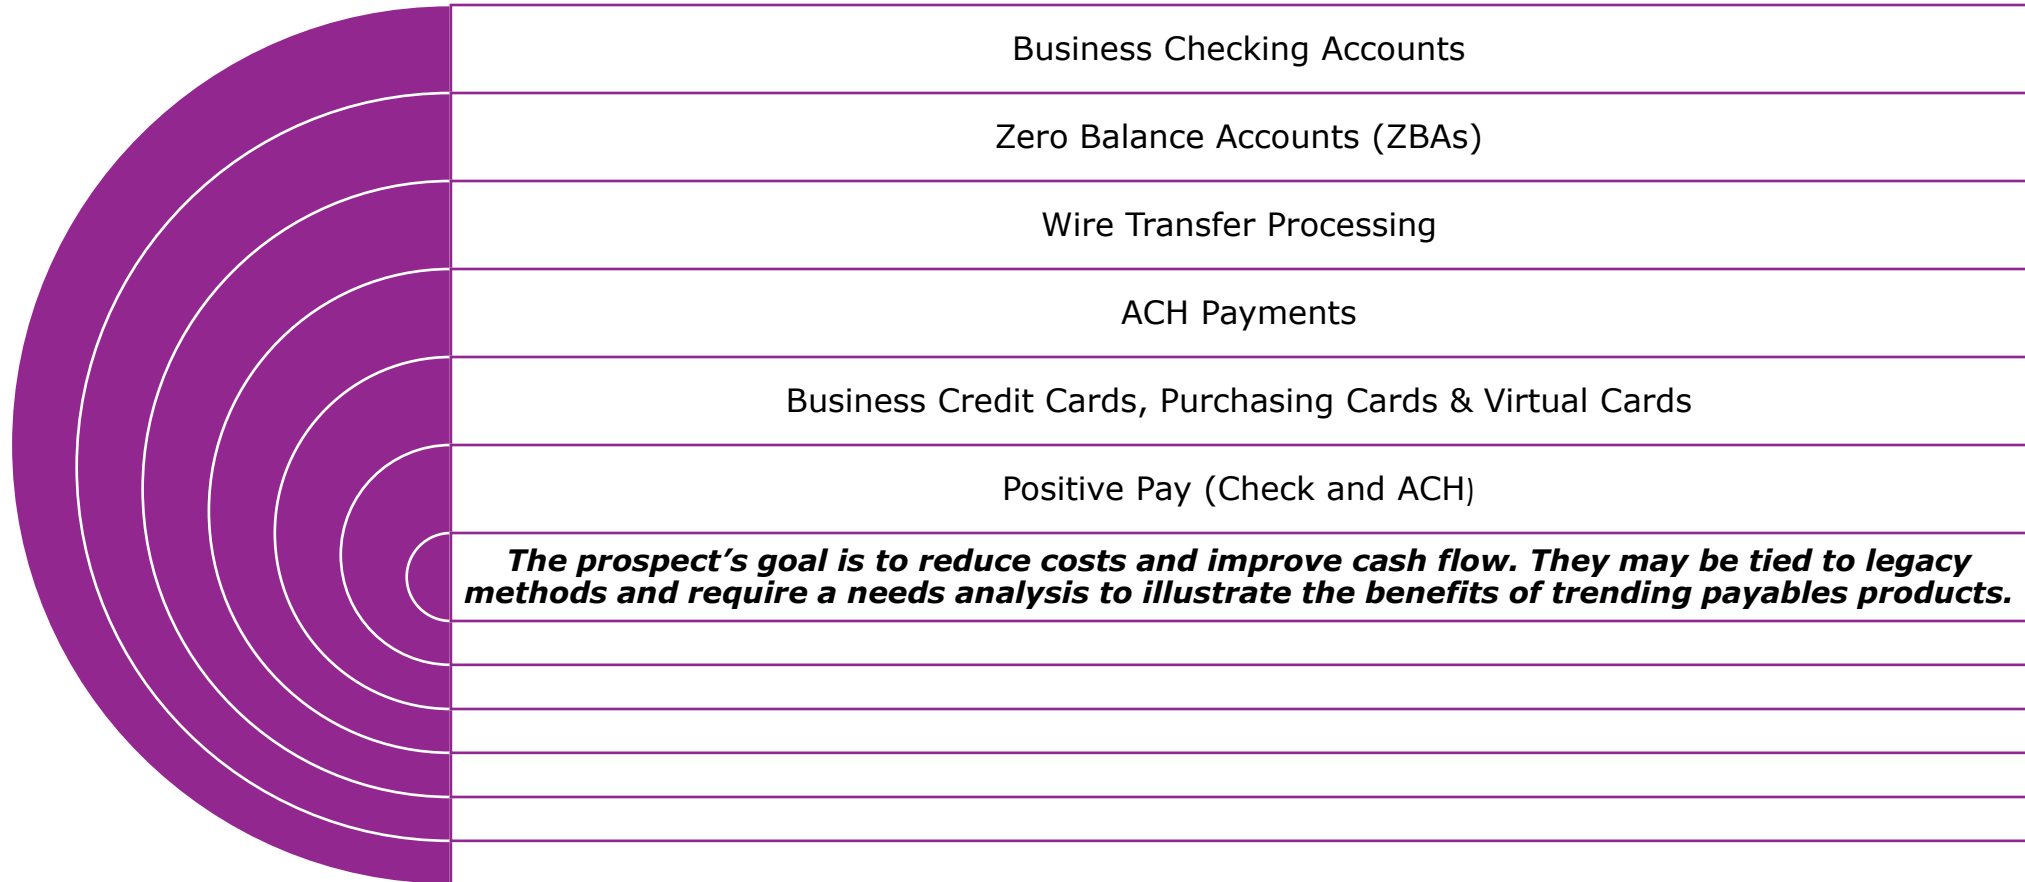 Business Checking Accounts
Zero Balance Accounts (ZBAs)
Wire Transfer Processing
ACH Payments
Business Credit Cards, Purchasing Cards & Virtual Cards
Positive Pay (Check and ACH)
The prospect’s goal is to reduce costs and improve cash flow. They may be tied to legacy
methods and require a needs analysis to illustrate the benefits of trending payables products.